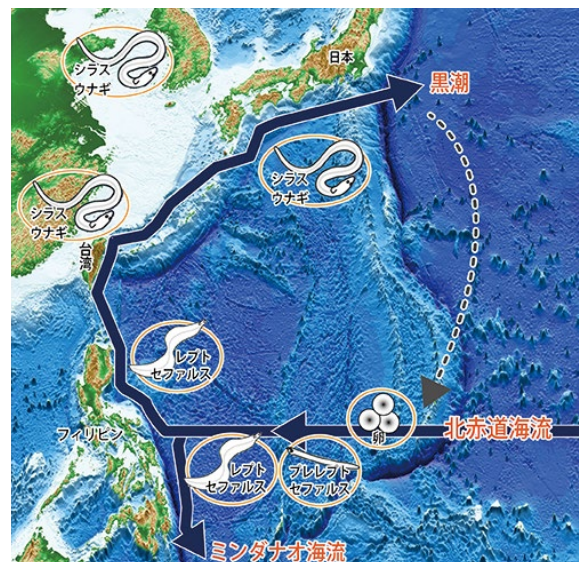 シラス
ウナギ
日本
黒潮
シラス
ウナギ
シラス
ウナギ
台湾
レプト
セファルス
フィリピン
卵
北赤道海流
レプト
セファルス
プレレプト
セファルス
ミンダナオ海流